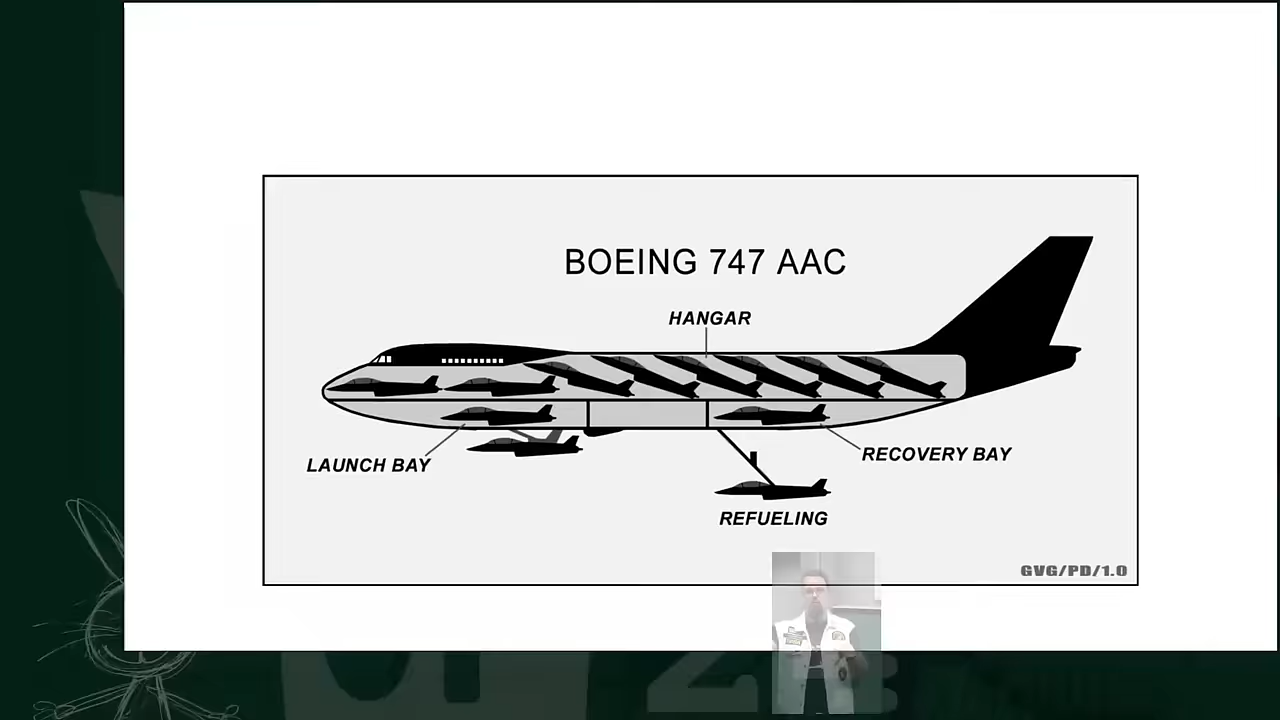 BOEING 747 AAC
HANGAR
LAUNCH BAY
RECOVERY BAY
REFUELING
GVG/PD/1.0